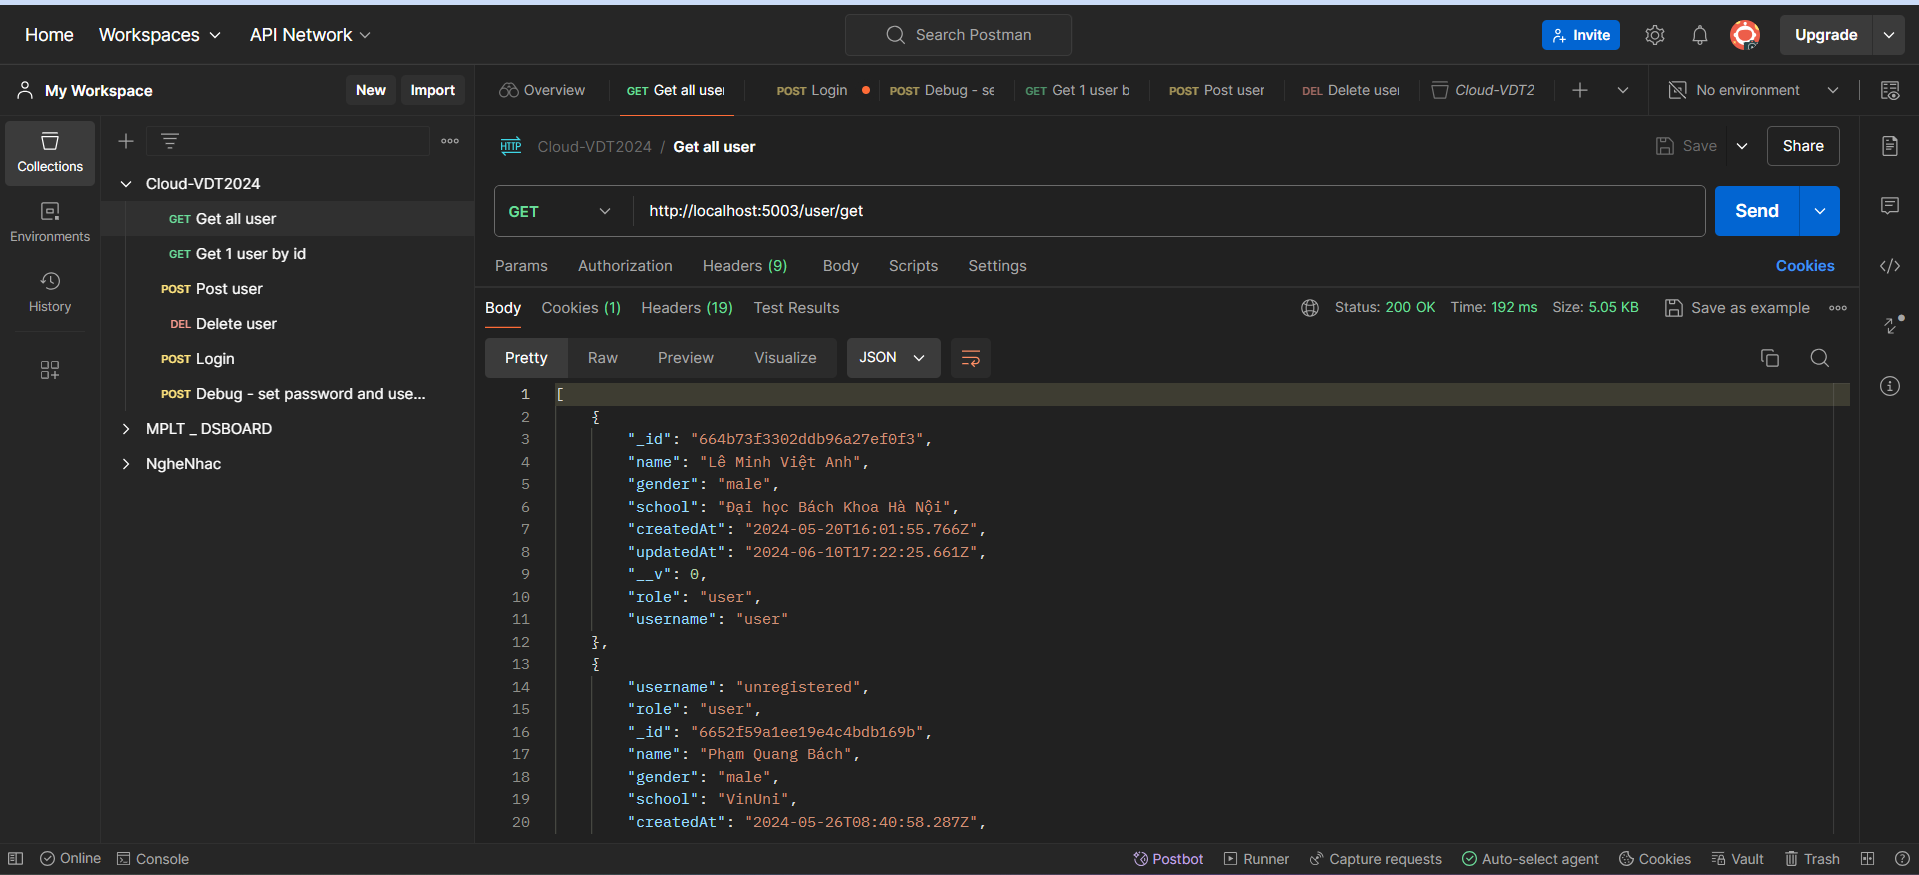 Home Workspaces API Network Search Postman Invite Upgrade
My Workspace New Import Overview GET Get all user POST Login POST Debug - se GET Get 1 user b POST Post user DEL Delete user Cloud-VDT2 No environment
Collections
Environments
History
Cloud-VDT2024
GET Get all user
GET Get 1 user by id
POST Post user
DEL Delete user
POST Login
POST Debug - set password and use...
MPLT _ DSBOARD
NgheNhac
HTTP Cloud-VDT2024 / Get all user Save Share
GET http://localhost:5003/user/get Send
Params Authorization Headers (9) Body Scripts Settings Cookies
Body Cookies (1) Headers (19) Test Results Status: 200 OK Time: 192 ms Size: 5.05 KB Save as example
Pretty Raw Preview Visualize JSON
1 [
2 {
3 "_id": "664b73f3302ddb96a27ef0f3",
4 "name": "Lê Minh Việt Anh",
5 "gender": "male",
6 "school": "Đại học Bách Khoa Hà Nội",
7 "createdAt": "2024-05-20T16:01:55.766Z",
8 "updatedAt": "2024-06-10T17:22:25.661Z",
9 "__v": 0,
10 "role": "user",
11 "username": "user"
12 },
13 {
14 "username": "unregistered",
15 "role": "user",
16 "_id": "6652f59a1ee19e4c4bdb169b",
17 "name": "Phạm Quang Bách",
18 "gender": "male",
19 "school": "VinUni",
20 "createdAt": "2024-05-26T08:40:58.287Z",
Online Console Postbot Runner Capture requests Auto-select agent Cookies Vault Trash